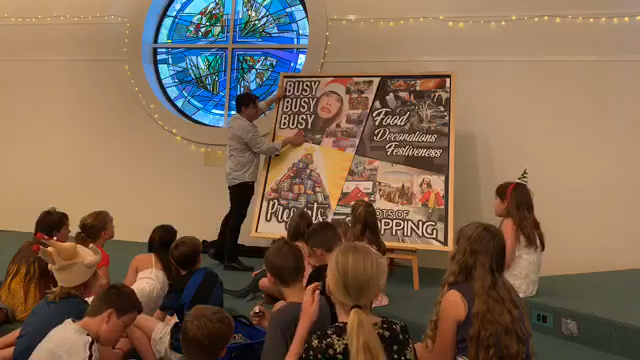 BUSY
BUSY
BUSY
Food
Decorations
Festiveness
Presents
LOTS OF
SHOPPING